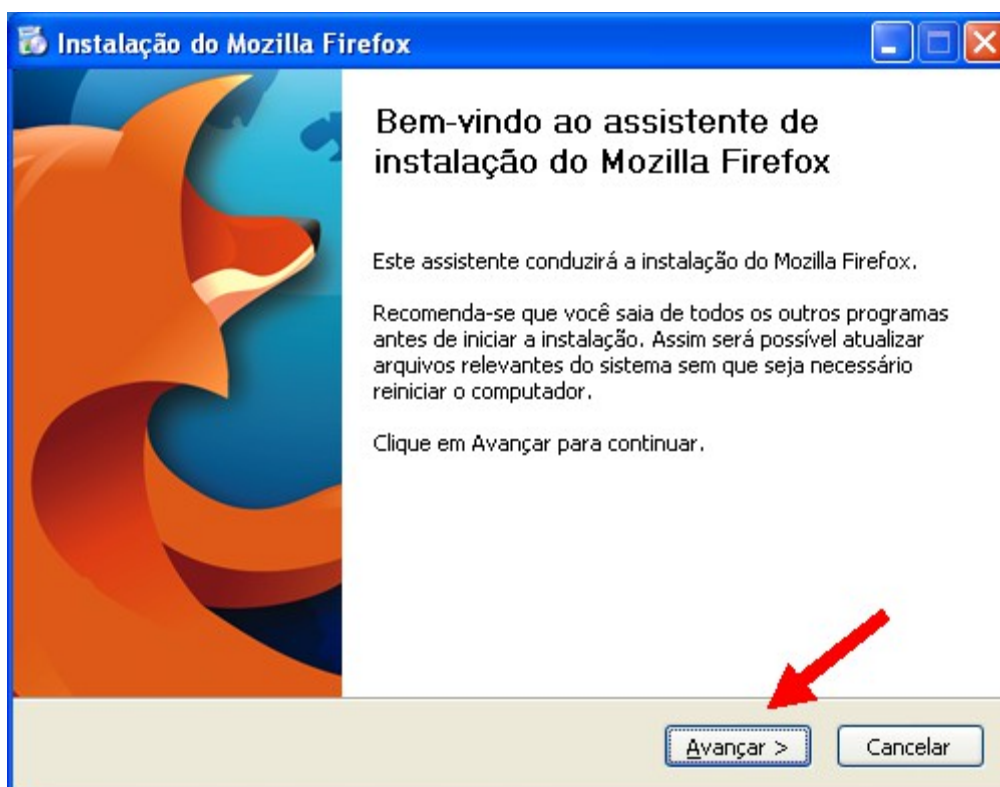 Instalação do Mozilla Firefox
Bem-vindo ao assistente de
instalação do Mozilla Firefox
Este assistente conduzirá a instalação do Mozilla Firefox.
Recomenda-se que você saia de todos os outros programas
antes de iniciar a instalação. Assim será possível atualizar
arquivos relevantes do sistema sem que seja necessário
reiniciar o computador.
Clique em Avançar para continuar.
Avançar >
Cancelar